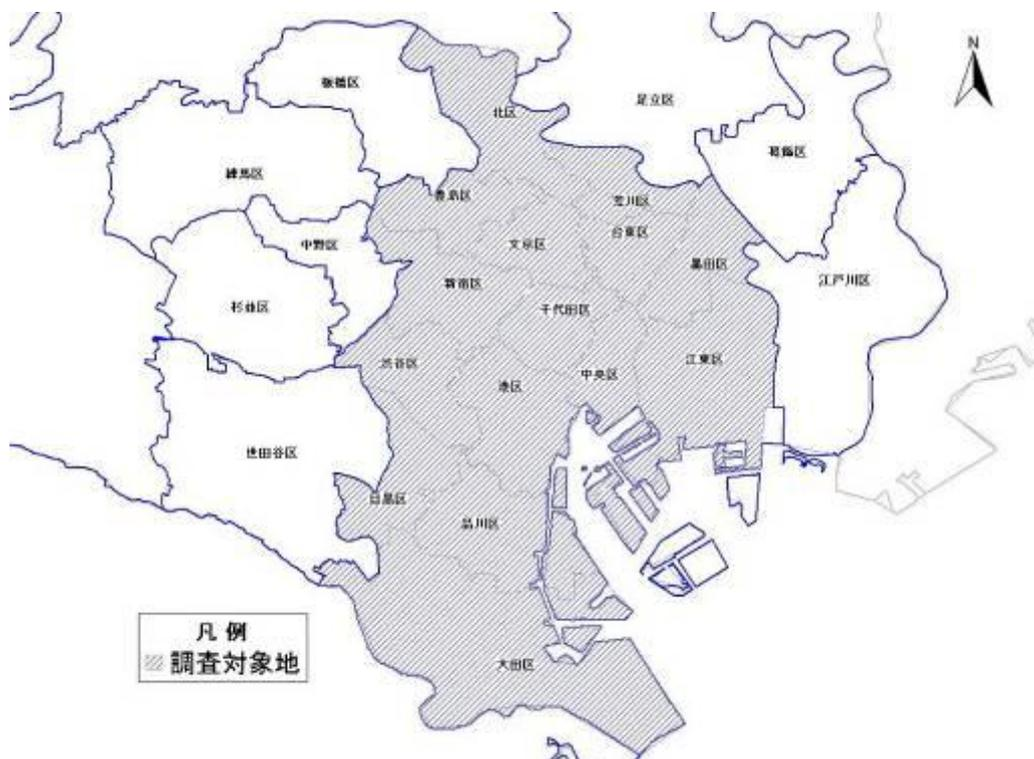 N
板橋区
足立区
北区
葛飾区
練馬区
豊島区
荒川区
台東区
文京区
中野区
墨田区
新宿区
江戸川区
杉並区
千代田区
渋谷区
江東区
中央区
港区
世田谷区
目黒区
品川区
凡例
調査対象地
大田区